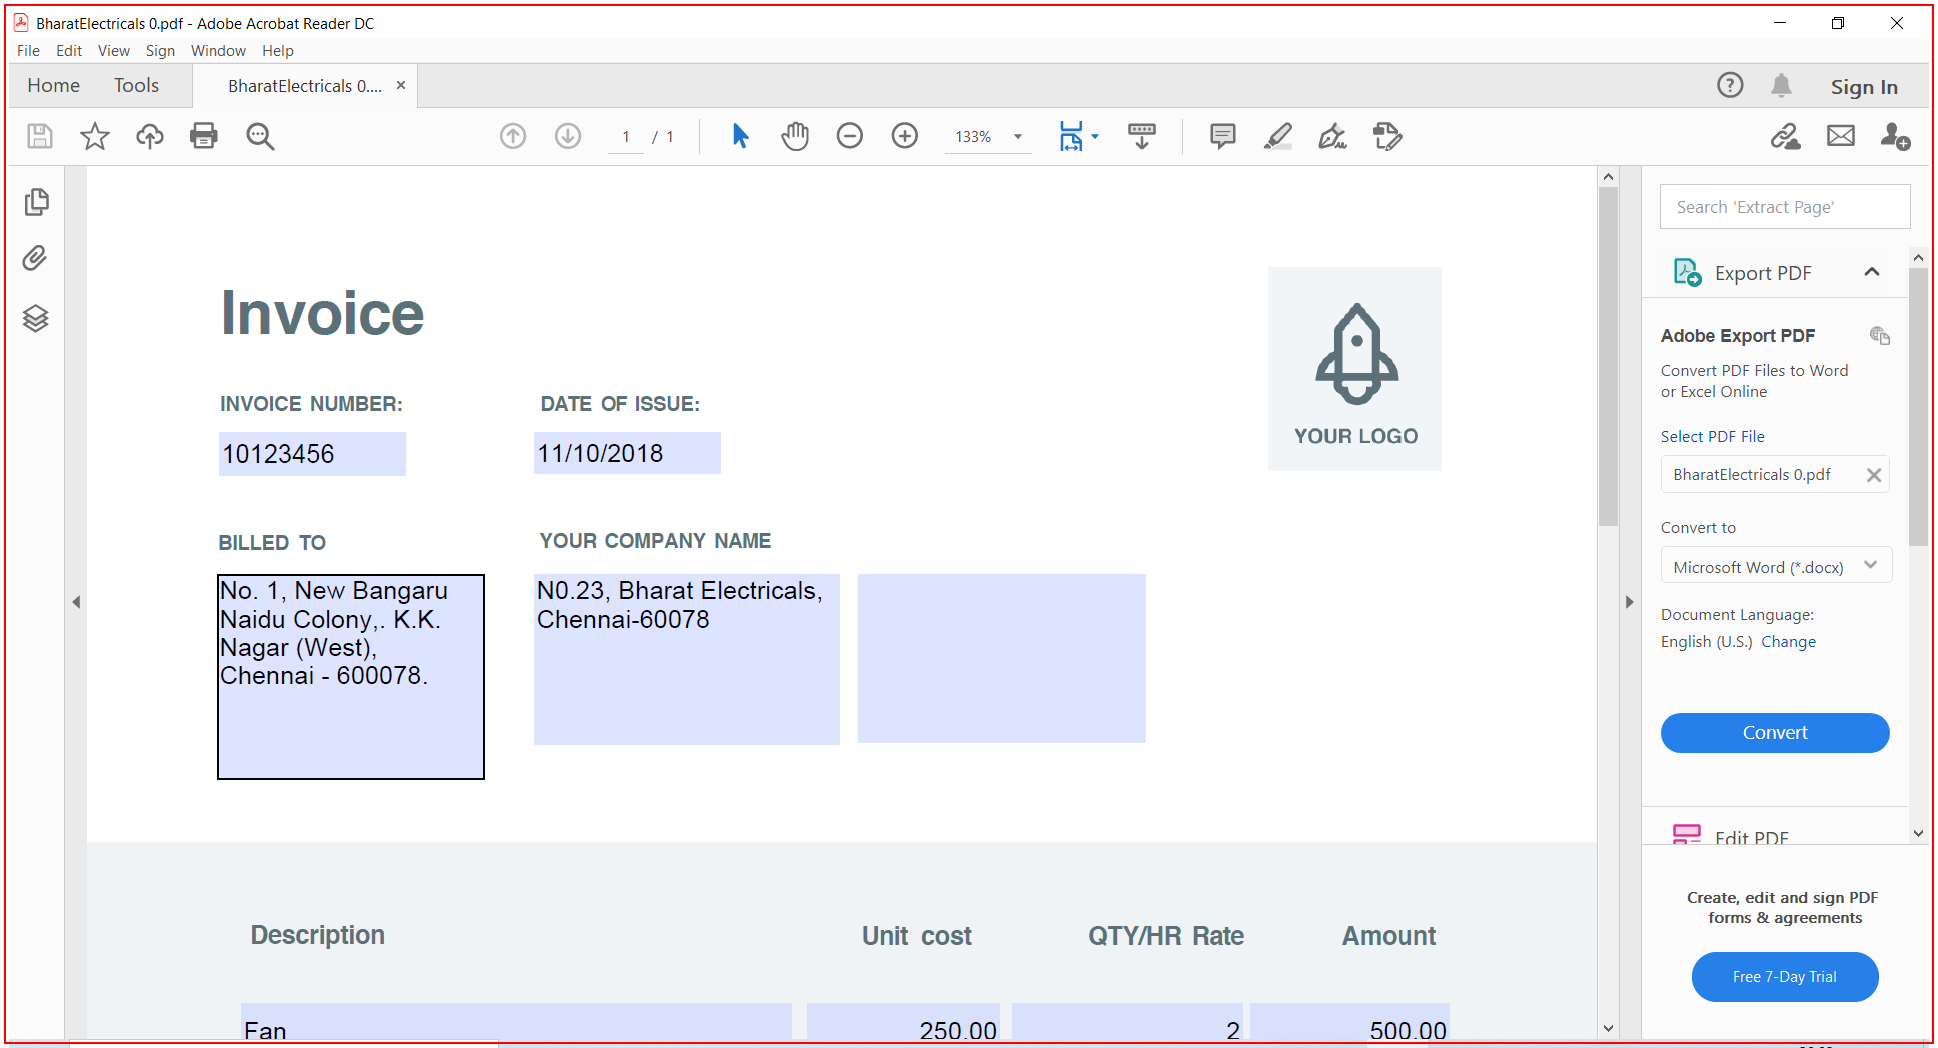 BharatElectricals 0.pdf - Adobe Acrobat Reader DC
File Edit View Sign Window Help
Home Tools BharatElectricals 0.... × Sign In
1 / 1 133%
Search 'Extract Page'
Export PDF
Adobe Export PDF
Convert PDF Files to Word
or Excel Online
Select PDF File
BharatElectricals 0.pdf
Convert to
Microsoft Word (*.docx)
Document Language:
English (U.S.) Change
Convert
Edit PDF
Create, edit and sign PDF
forms & agreements
Free 7-Day Trial
Invoice
YOUR LOGO
INVOICE NUMBER: DATE OF ISSUE:
10123456 11/10/2018
BILLED TO
No. 1, New Bangaru
Naidu Colony,. K.K.
Nagar (West),
Chennai - 600078.
YOUR COMPANY NAME
N0.23, Bharat Electricals,
Chennai-60078
Description Unit cost QTY/HR Rate Amount
Fan 250.00 2 500.00